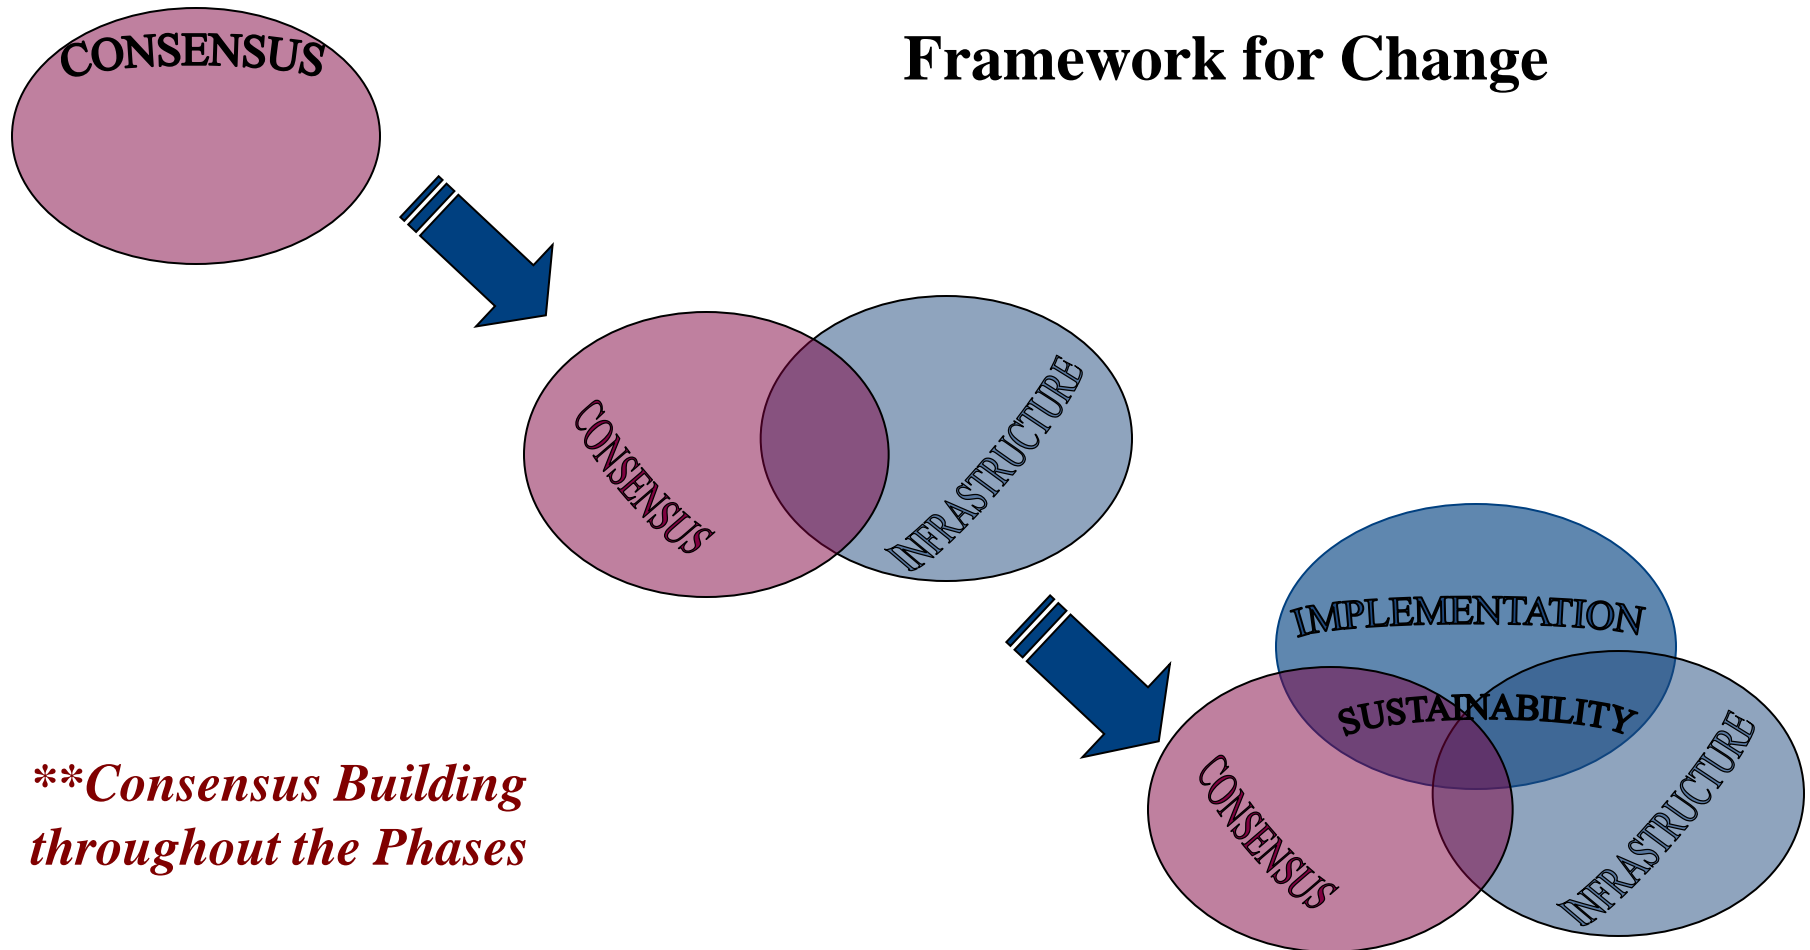 CONSENSUS
Framework for Change
CONSENSUS
INFRASTRUCTURE
IMPLEMENTATION
SUSTAINABILITY
CONSENSUS
INFRASTRUCTURE
**Consensus Building
throughout the Phases